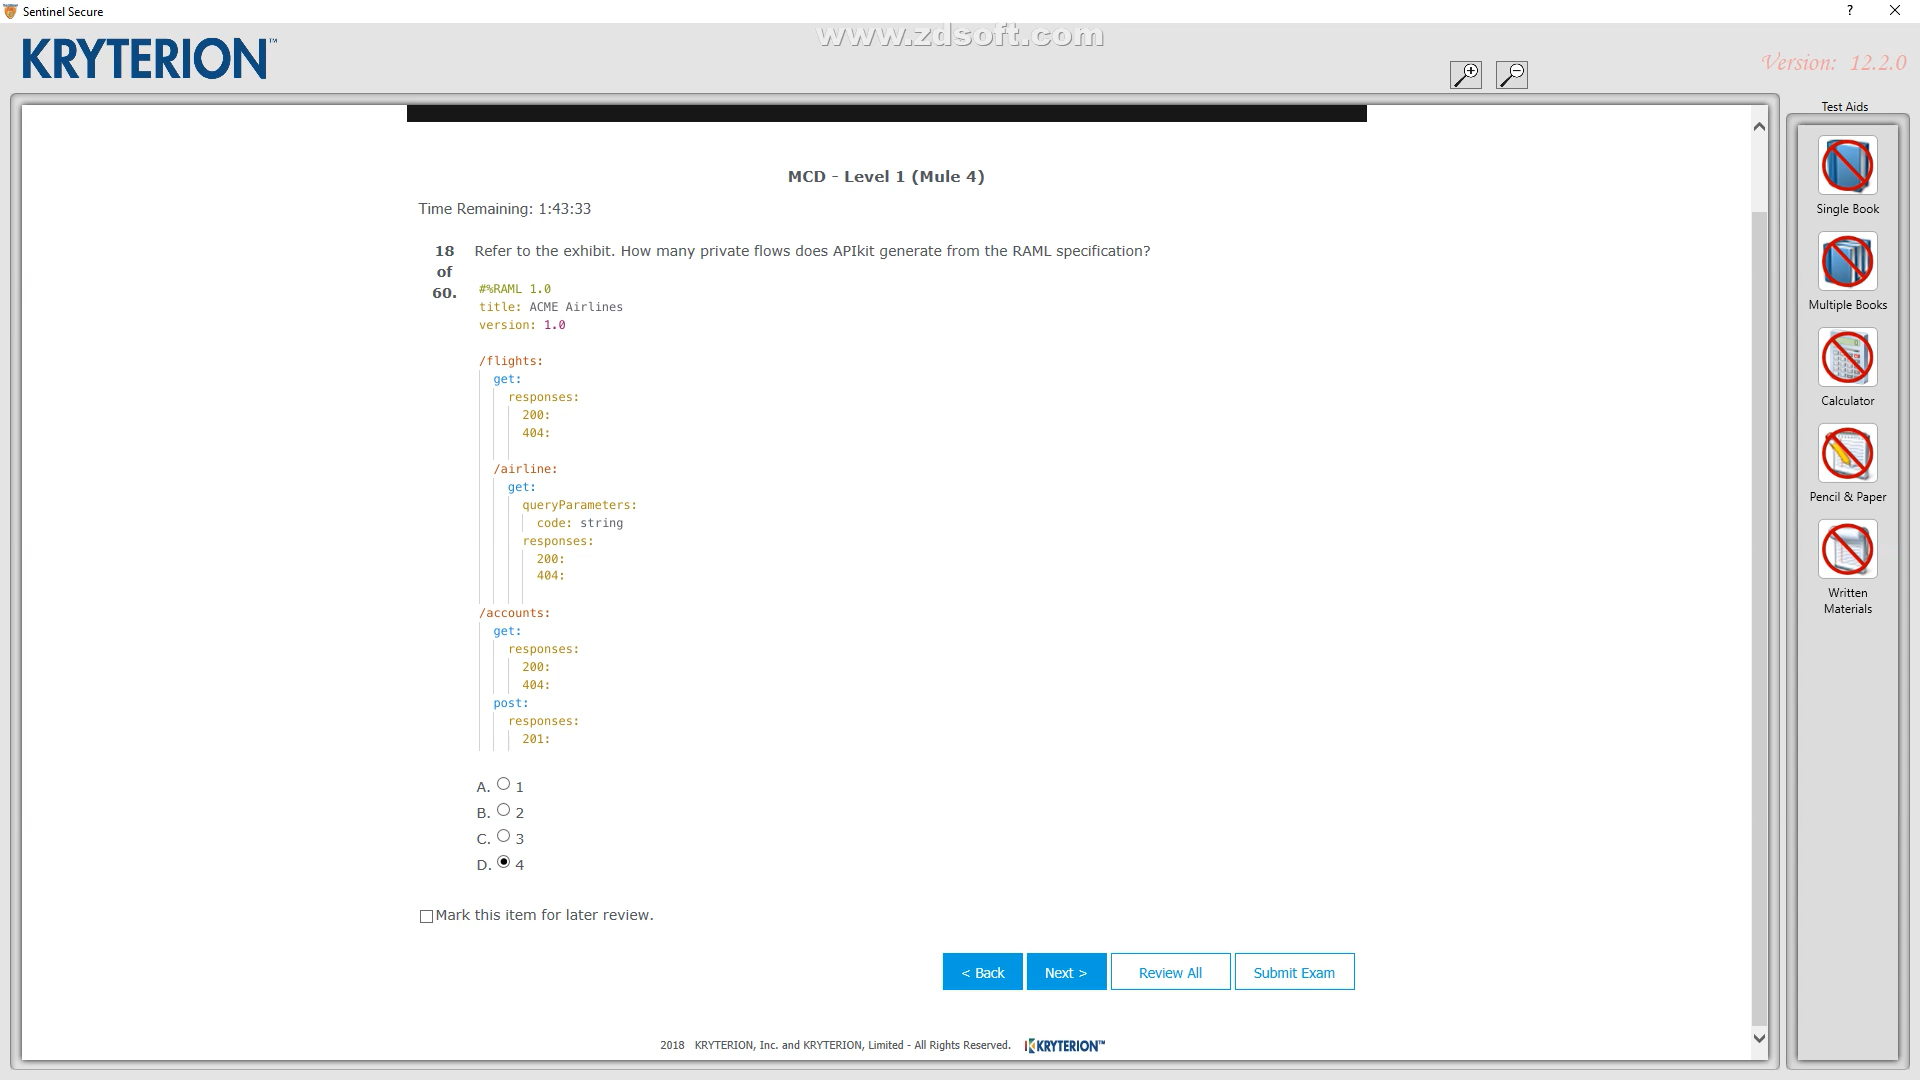 Sentinel Secure
?
KRYTERION™
www.zdsoft.com
Version: 12.2.0
Test Aids
Single Book
Multiple Books
Calculator
Pencil & Paper
Written
Materials
MCD - Level 1 (Mule 4)
Time Remaining: 1:43:33
18 of 60.
Refer to the exhibit. How many private flows does APIkit generate from the RAML specification?
#%RAML 1.0
title: ACME Airlines
version: 1.0
/flights:
get:
responses:
200:
404:
/airline:
get:
queryParameters:
code: string
responses:
200:
404:
/accounts:
get:
responses:
200:
404:
post:
responses:
201:
A. 1
B. 2
C. 3
D. 4
Mark this item for later review.
< Back Next > Review All Submit Exam
2018 KRYTERION, Inc. and KRYTERION, Limited - All Rights Reserved. KRYTERION™